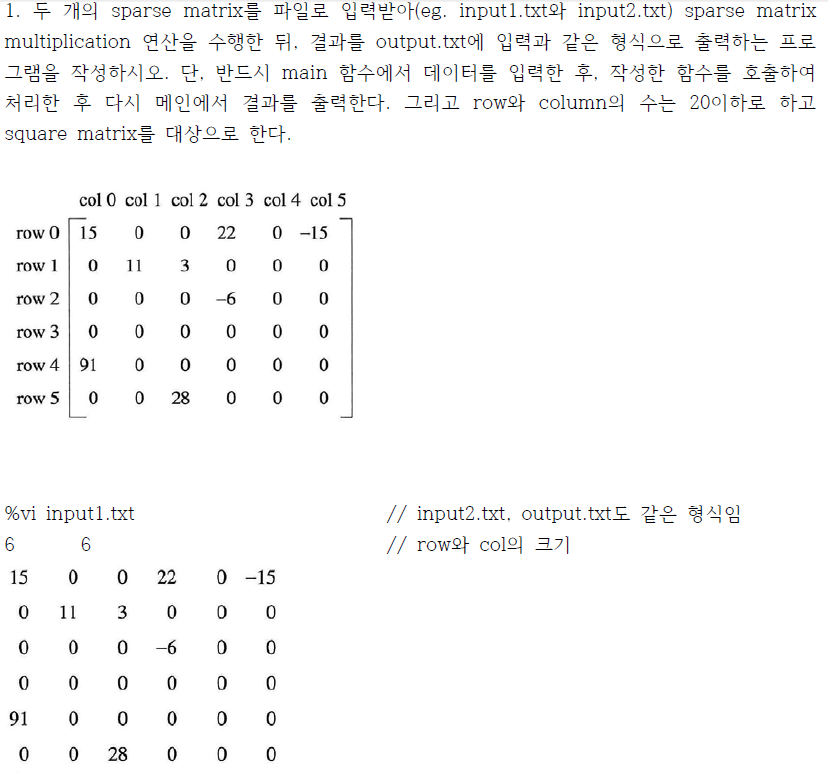 1. 두 개의 sparse matrix를 파일로 입력받아(eg. input1.txt와 input2.txt) sparse matrix
multiplication 연산을 수행한 뒤, 결과를 output.txt에 입력과 같은 형식으로 출력하는 프로
그램을 작성하시오. 단, 반드시 main 함수에서 데이터를 입력한 후, 작성한 함수를 호출하여
처리한 후 다시 메인에서 결과를 출력한다. 그리고 row와 column의 수는 20이하로 하고
square matrix를 대상으로 한다.
col 0 col 1 col 2 col 3 col 4 col 5
row 0 15 0 0 22 0 −15
row 1 0 11 3 0 0 0
row 2 0 0 0 −6 0 0
row 3 0 0 0 0 0 0
row 4 91 0 0 0 0 0
row 5 0 0 28 0 0 0
%vi input1.txt // input2.txt, output.txt도 같은 형식임
6 6 // row와 col의 크기
15 0 0 22 0 −15
0 11 3 0 0 0
0 0 0 −6 0 0
0 0 0 0 0 0
91 0 0 0 0 0
0 0 28 0 0 0